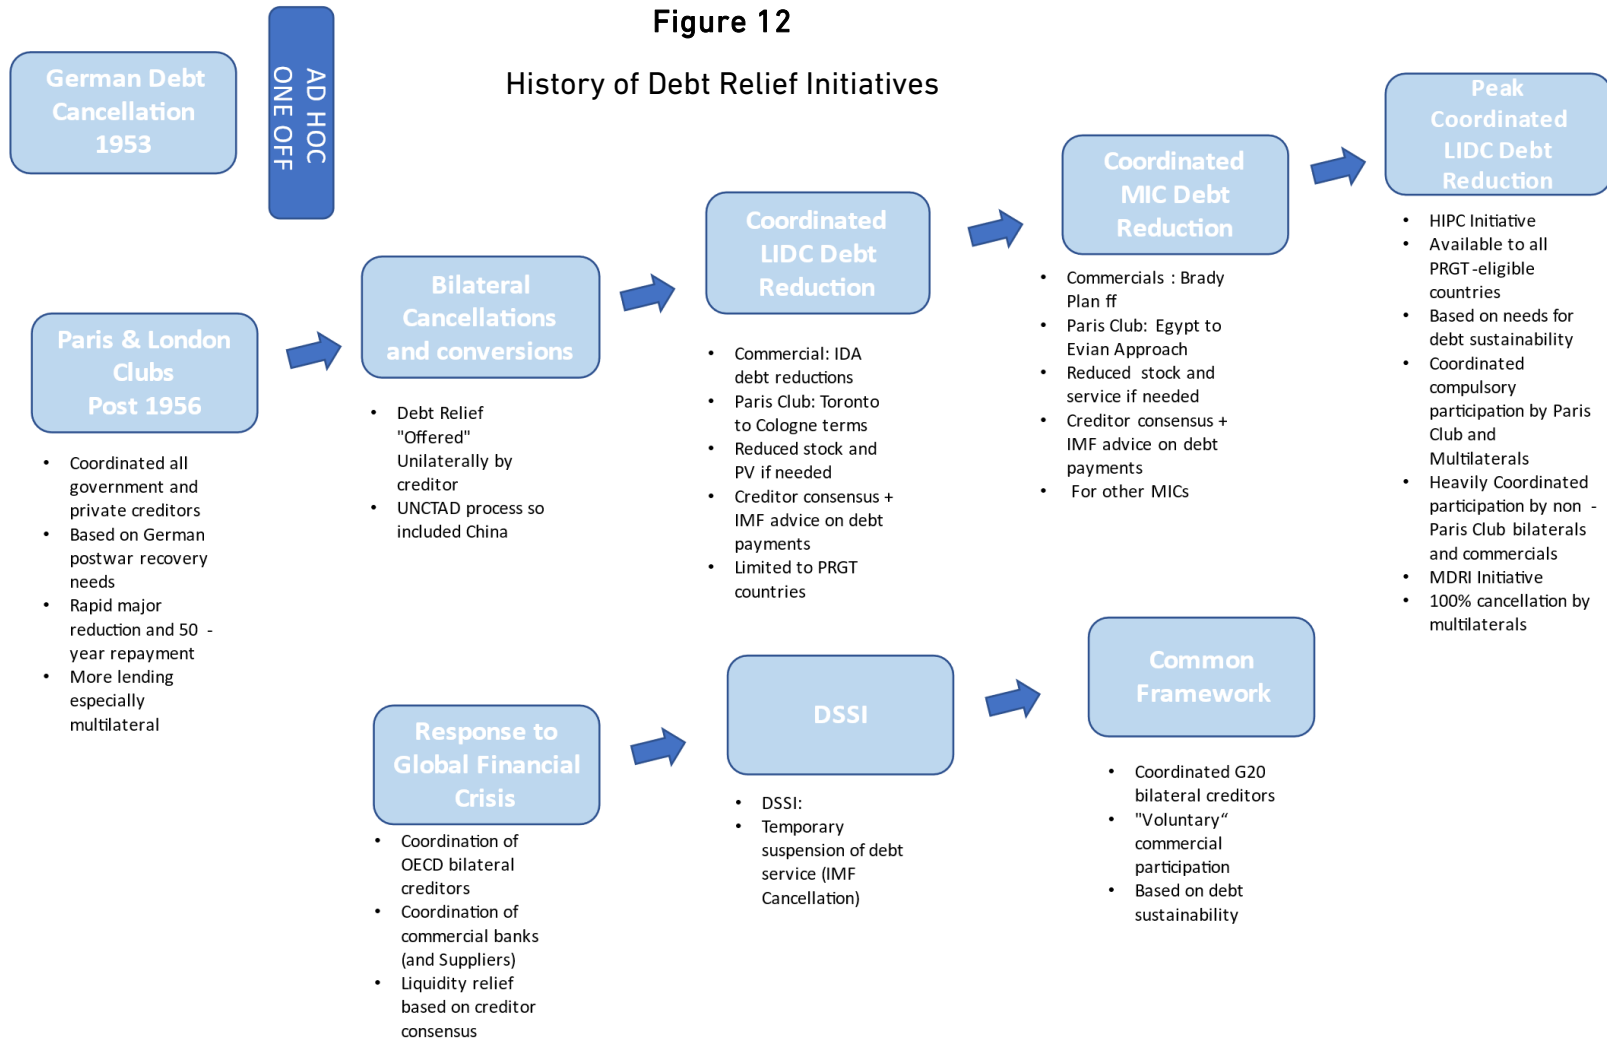 Figure 12
History of Debt Relief Initiatives
German Debt
Cancellation
1953
AD HOC
ONE OFF
Paris & London
Clubs
Post 1956
• Coordinated all
government and
private creditors
• Based on German
postwar recovery
needs
• Rapid major
reduction and 50 -
year repayment
• More lending
especially
multilateral
Bilateral
Cancellations
and conversions
• Debt Relief
"Offered"
Unilaterally by
creditor
• UNCTAD process so
included China
Coordinated
LIDC Debt
Reduction
• Commercial: IDA
debt reductions
• Paris Club: Toronto
to Cologne terms
• Reduced stock and
PV if needed
• Creditor consensus +
IMF advice on debt
payments
• Limited to PRGT
countries
Coordinated
MIC Debt
Reduction
• Commercials : Brady
Plan ff
• Paris Club: Egypt to
Evian Approach
• Reduced stock and
service if needed
• Creditor consensus +
IMF advice on debt
payments
• For other MICs
Peak
Coordinated
LIDC Debt
Reduction
• HIPC Initiative
• Available to all
PRGT -eligible
countries
• Based on needs for
debt sustainability
• Coordinated
compulsory
participation by Paris
Club and
Multilaterals
• Heavily Coordinated
participation by non -
Paris Club bilaterals
and commercials
• MDRI Initiative
• 100% cancellation by
multilaterals
Response to
Global Financial
Crisis
• Coordination of
OECD bilateral
creditors
• Coordination of
commercial banks
(and Suppliers)
• Liquidity relief
based on creditor
consensus
DSSI
• DSSI:
• Temporary
suspension of debt
service (IMF
Cancellation)
Common
Framework
• Coordinated G20
bilateral creditors
• "Voluntary“
commercial
participation
• Based on debt
sustainability